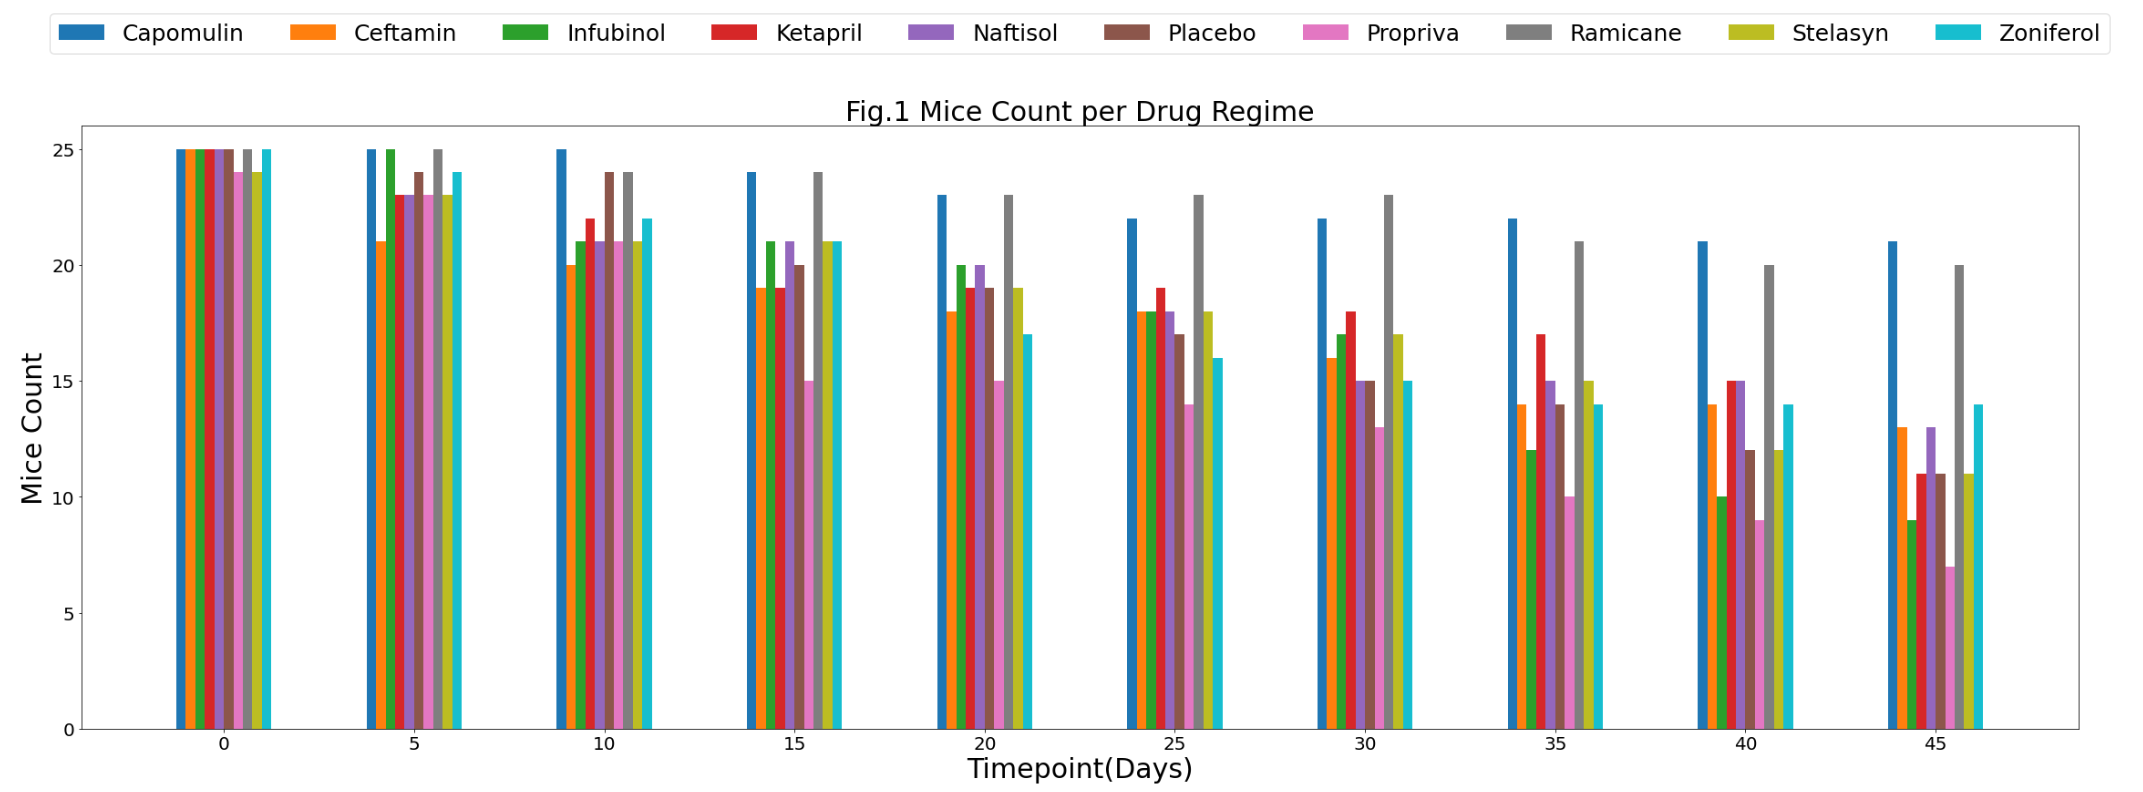 Capomulin Ceftamin Infubinol Ketapril Naftisol Placebo Propriva Ramicane Stelasyn Zoniferol
Fig.1 Mice Count per Drug Regime
Mice Count
25
20
15
10
5
0
0 5 10 15 20 25 30 35 40 45
Timepoint(Days)